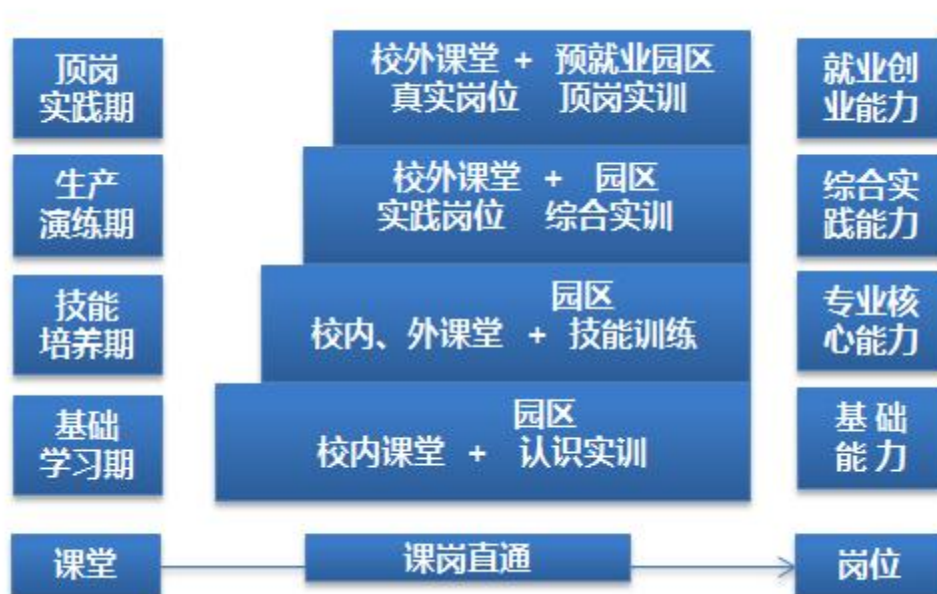 顶岗
实践期
校外课堂 + 预就业园区
真实岗位 顶岗实训
就业创
业能力
生产
演练期
校外课堂 + 园区
实践岗位 综合实训
综合实
践能力
技能
培养期
园区
校内、外课堂 + 技能训练
专业核
心能力
基础
学习期
园区
校内课堂 + 认识实训
基 础
能 力
课堂
课岗直通
岗位